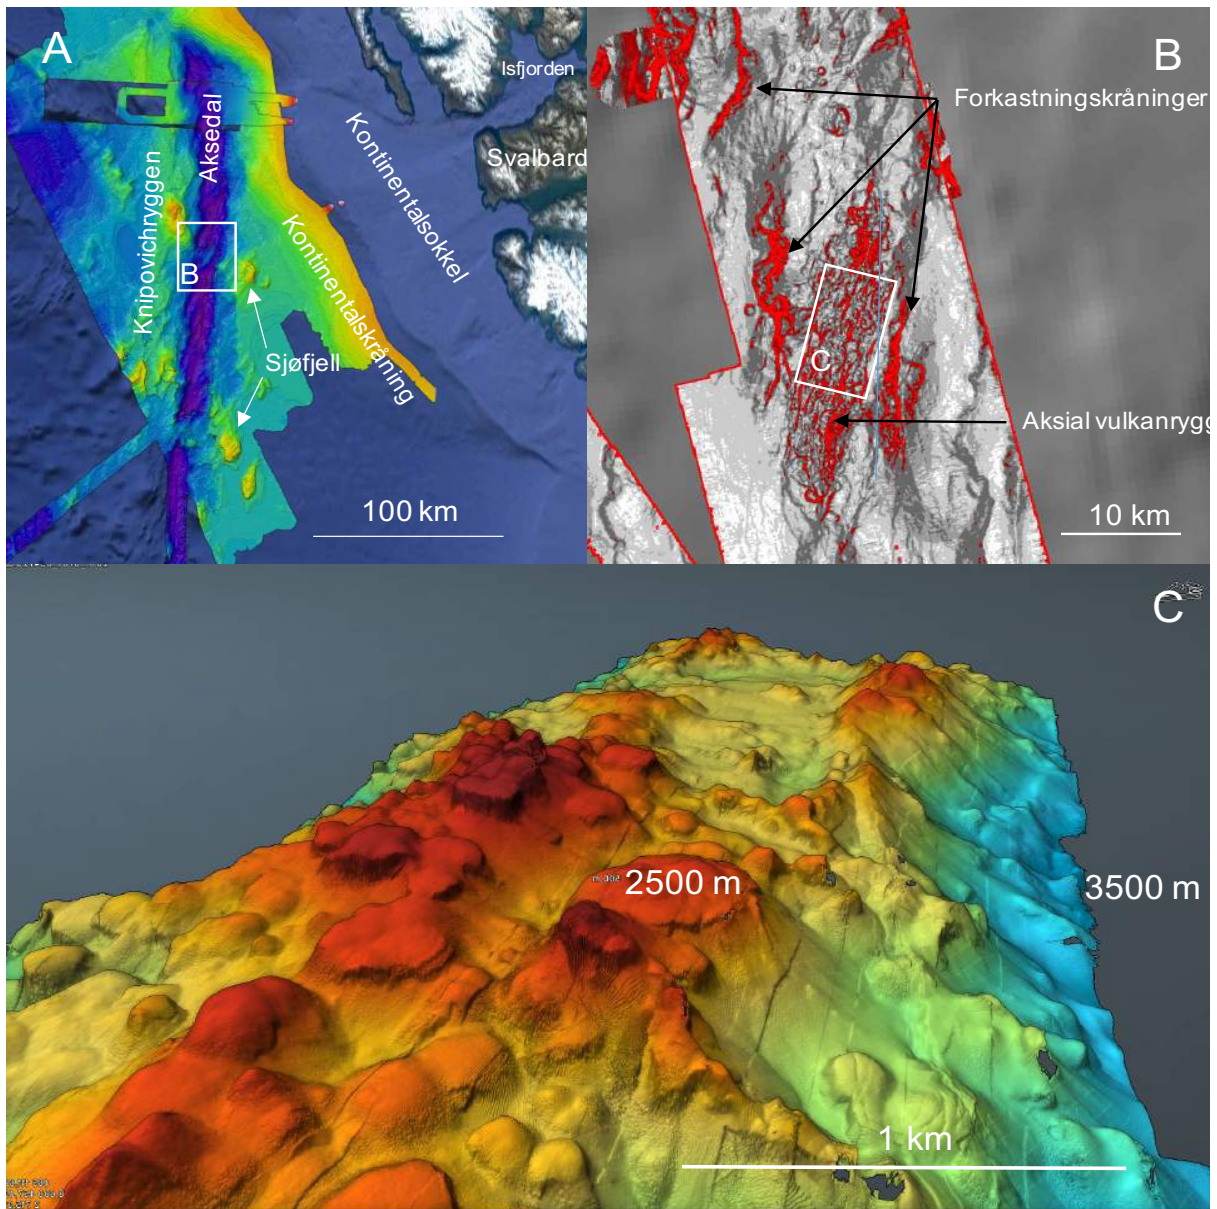 A
Isfjorden
Aksedal
Kontinentalsokkel
Svalbard
Knipovichryggen
B
Kontinentalskråning
Sjøfjell
100 km
B
Forkastningskråninger
C
Aksial vulkanrygg
10 km
C
2500 m
3500 m
1 km